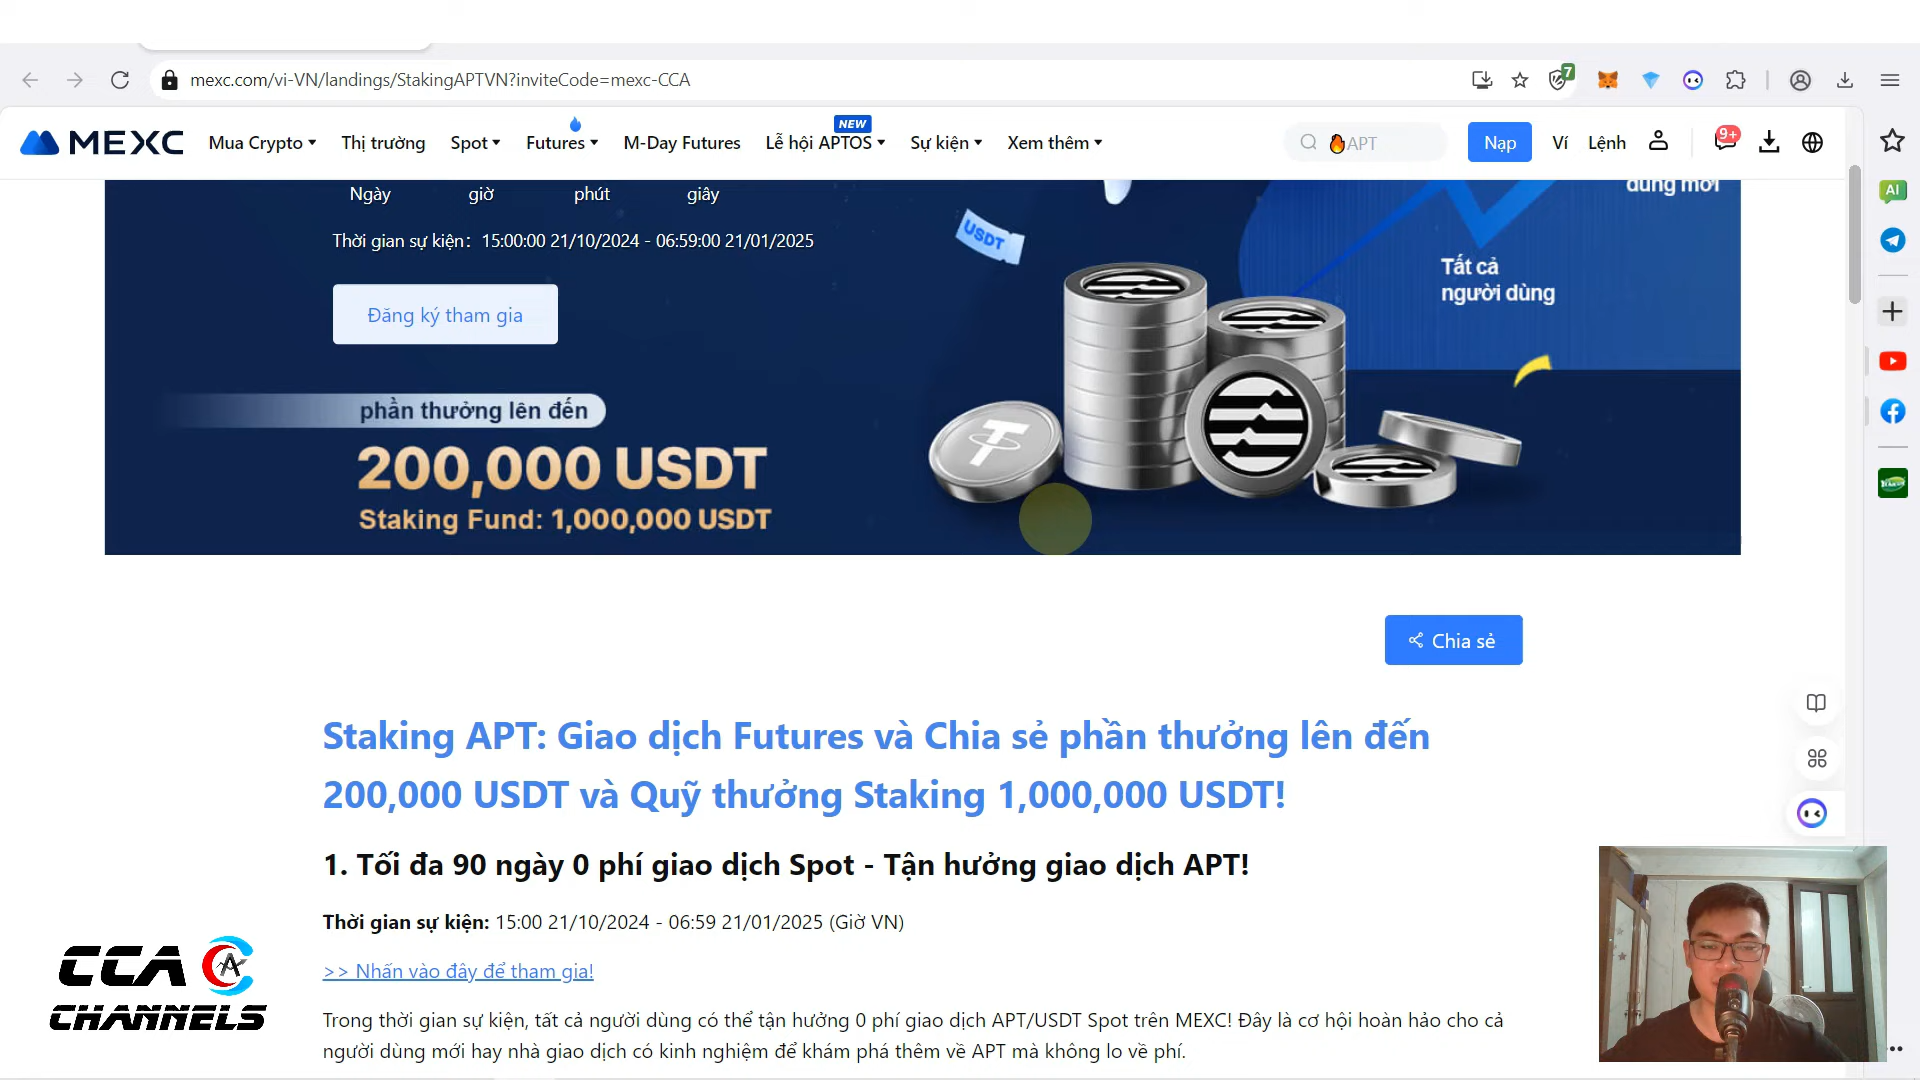 mexc.com/vi-VN/landings/StakingAPTVN?inviteCode=mexc-CCA
7
MEXC
Mua Crypto
Thị trường
Spot
Futures
M-Day Futures
Lễ hội APTOS
NEW
Sự kiện
Xem thêm
APT
Nạp
Ví
Lệnh
9+
AI
Ngày giờ phút giây
dùng mới
Thời gian sự kiện: 15:00:00 21/10/2024 - 06:59:00 21/01/2025
USDT
Tất cả
người dùng
Đăng ký tham gia
phần thưởng lên đến
200,000 USDT
Staking Fund: 1,000,000 USDT
Chia sẻ
Staking APT: Giao dịch Futures và Chia sẻ phần thưởng lên đến
200,000 USDT và Quỹ thưởng Staking 1,000,000 USDT!
1. Tối đa 90 ngày 0 phí giao dịch Spot - Tận hưởng giao dịch APT!
Thời gian sự kiện: 15:00 21/10/2024 - 06:59 21/01/2025 (Giờ VN)
>> Nhấn vào đây để tham gia!
Trong thời gian sự kiện, tất cả người dùng có thể tận hưởng 0 phí giao dịch APT/USDT Spot trên MEXC! Đây là cơ hội hoàn hảo cho cả
người dùng mới hay nhà giao dịch có kinh nghiệm để khám phá thêm về APT mà không lo về phí.
CCA
CHANNELS